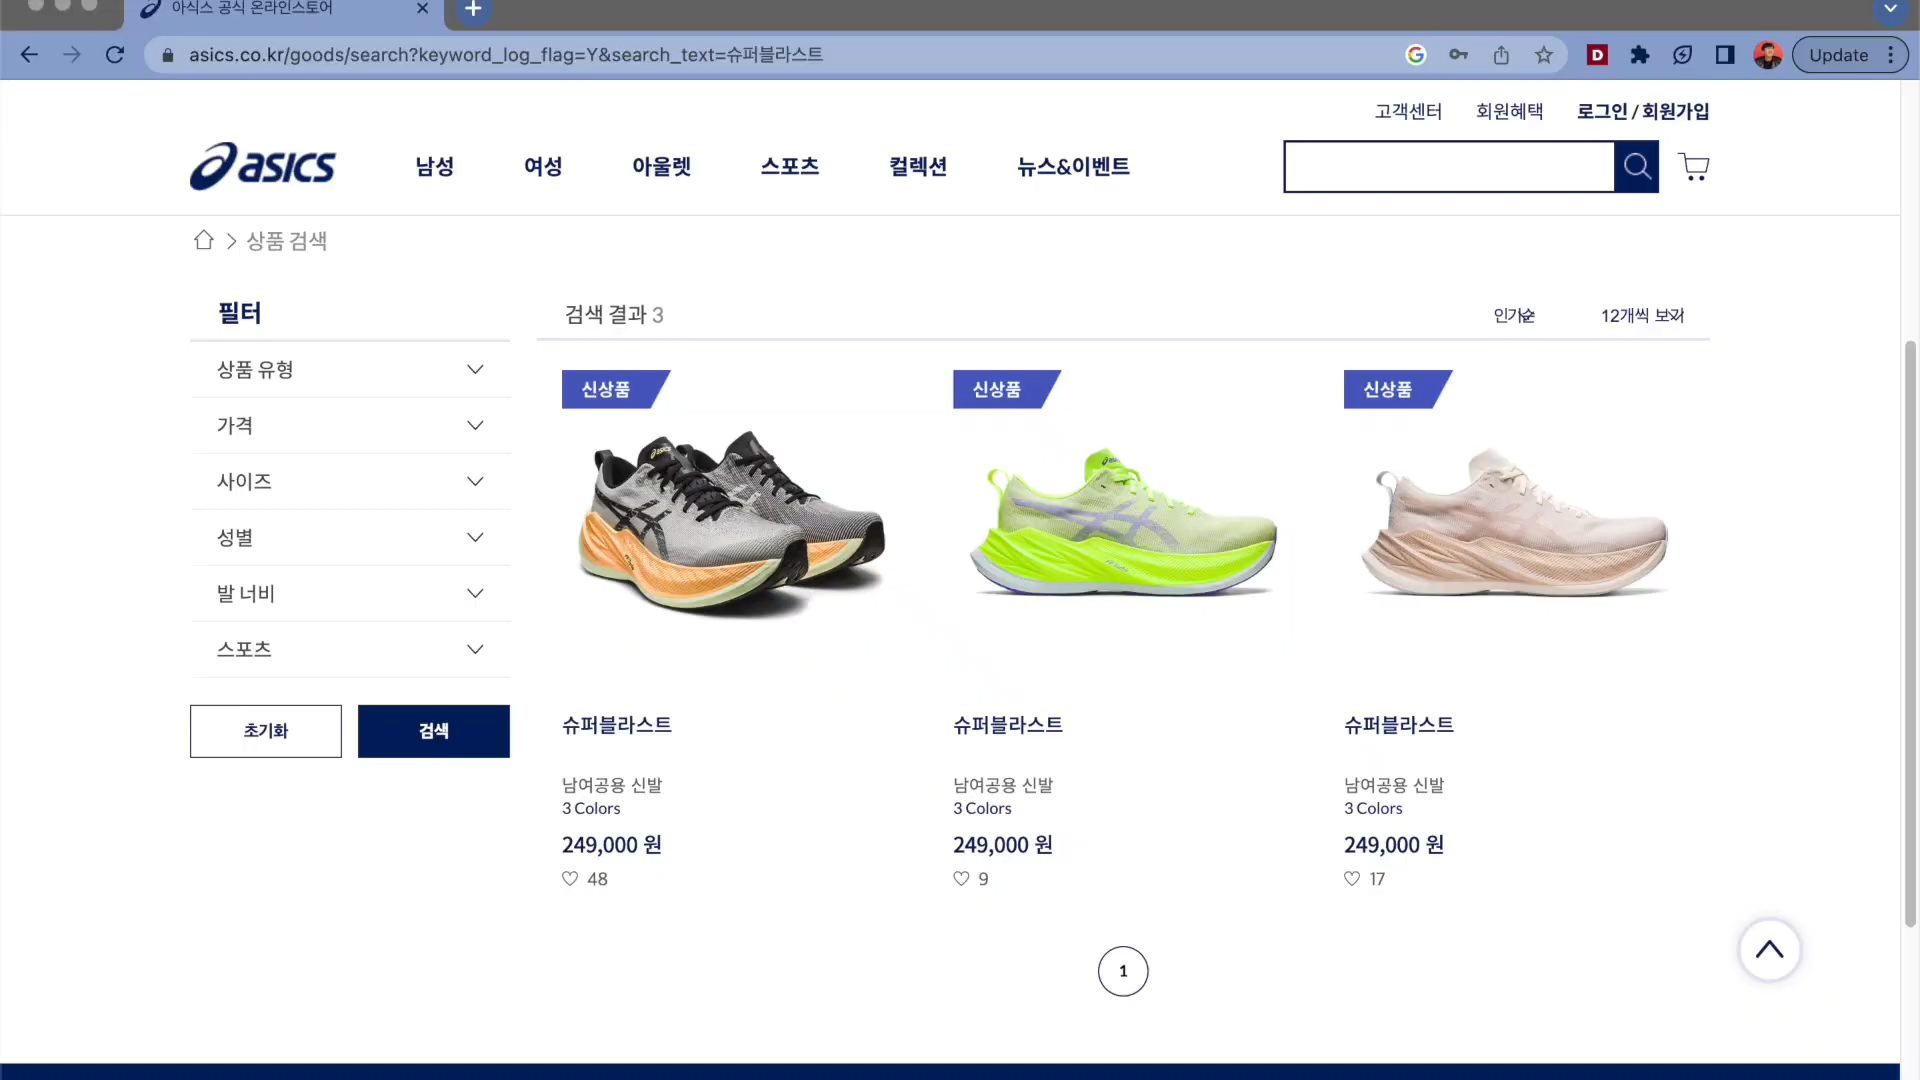 아식스 공식 온라인스토어
asics.co.kr/goods/search?keyword_log_flag=Y&search_text=슈퍼블라스트
D
Update
고객센터 회원혜택 로그인 / 회원가입
asics 남성 여성 아울렛 스포츠 컬렉션 뉴스&이벤트
상품 검색
필터
검색 결과 3
인기순 12개씩 보기
상품 유형
가격
사이즈
성별
발 너비
스포츠
초기화 검색
신상품 신상품 신상품
슈퍼블라스트 슈퍼블라스트 슈퍼블라스트
남여공용 신발 남여공용 신발 남여공용 신발
3 Colors 3 Colors 3 Colors
249,000 원 249,000 원 249,000 원
48 9 17
1